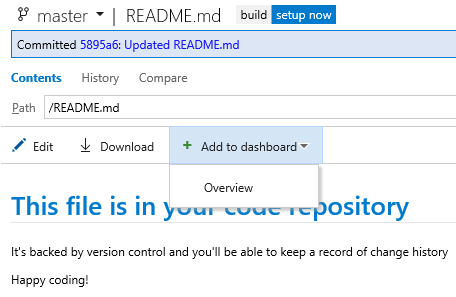 master | README.md build setup now
Committed 5895a6: Updated README.md
Contents History Compare
Path /README.md
Edit Download + Add to dashboard
Overview
This file is in your code repository
It's backed by version control and you'll be able to keep a record of change history
Happy coding!